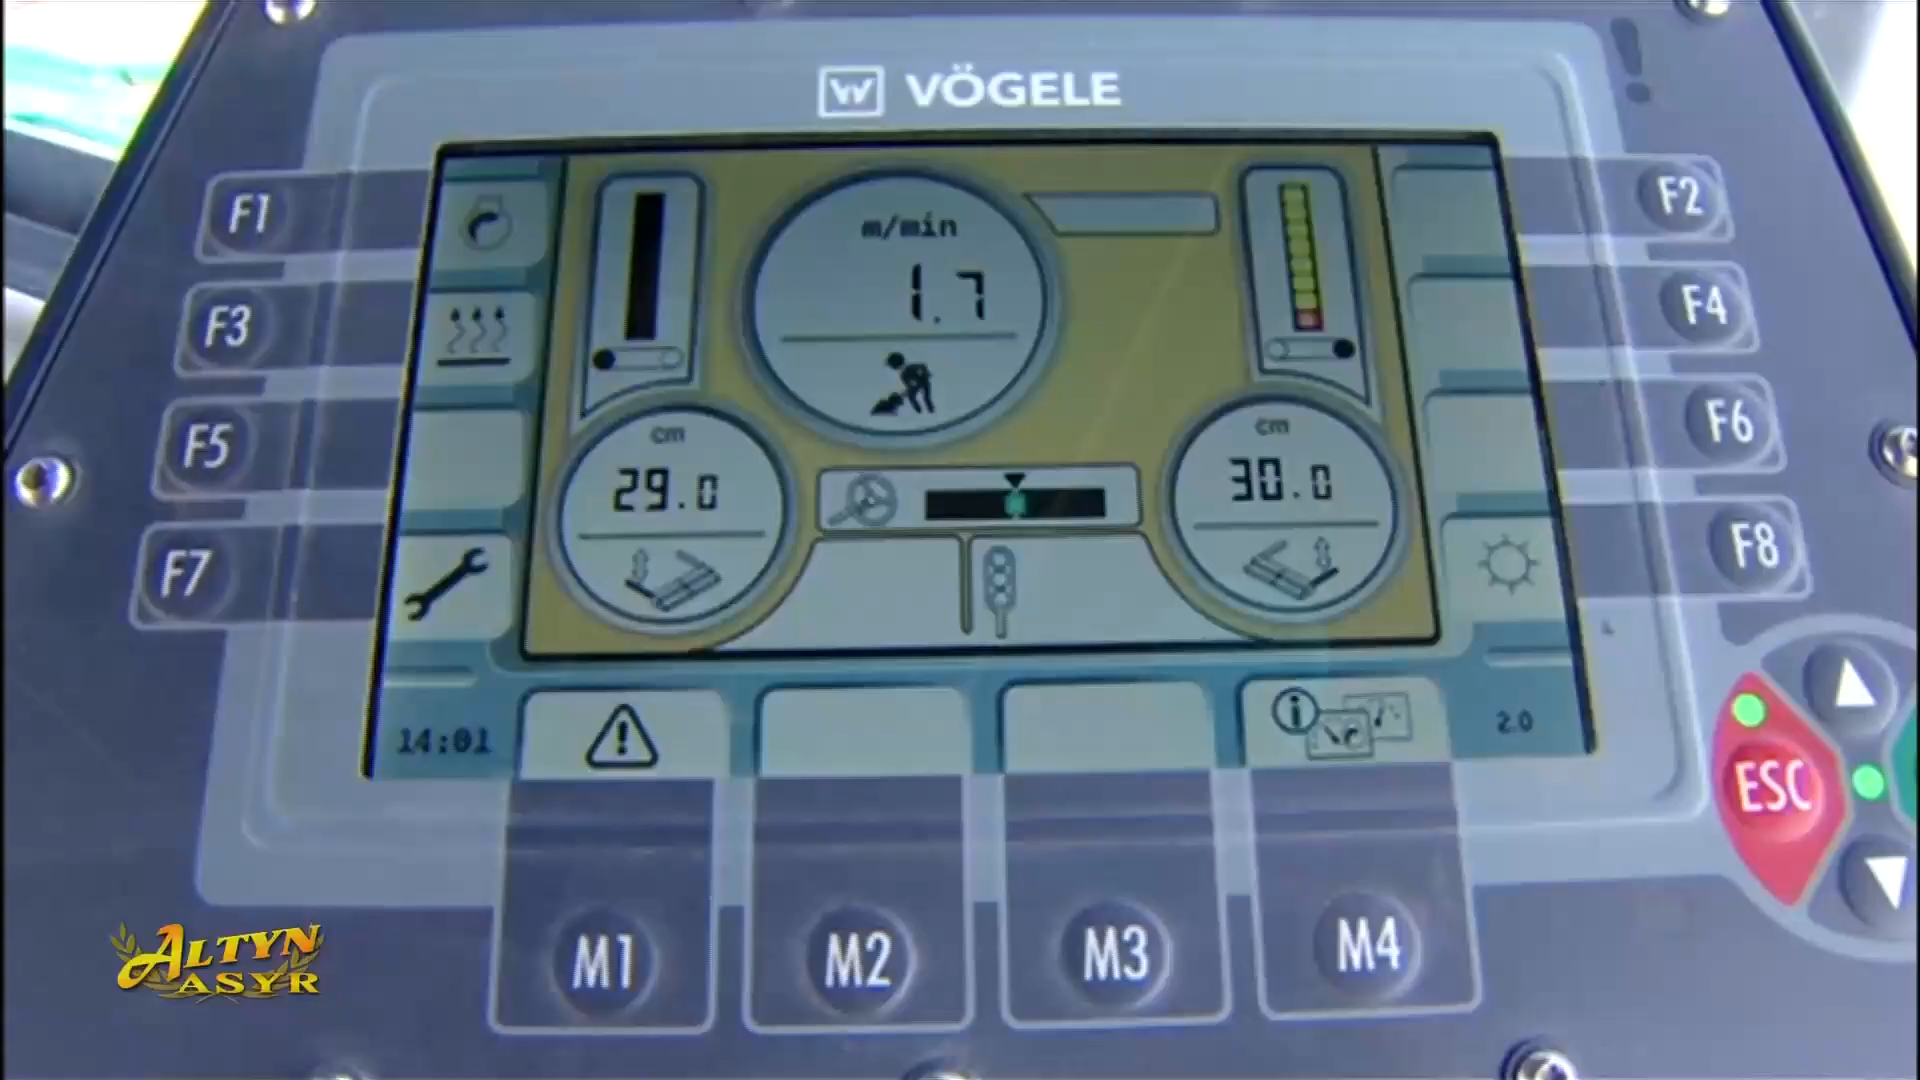 VÖGELE
F1
F2
m/min
1.7
F3
F4
cm
29.0
cm
30.0
F5
F6
F7
F8
14:01
2.0
ESC
M1
M2
M3
M4
ALTYN
ASYR